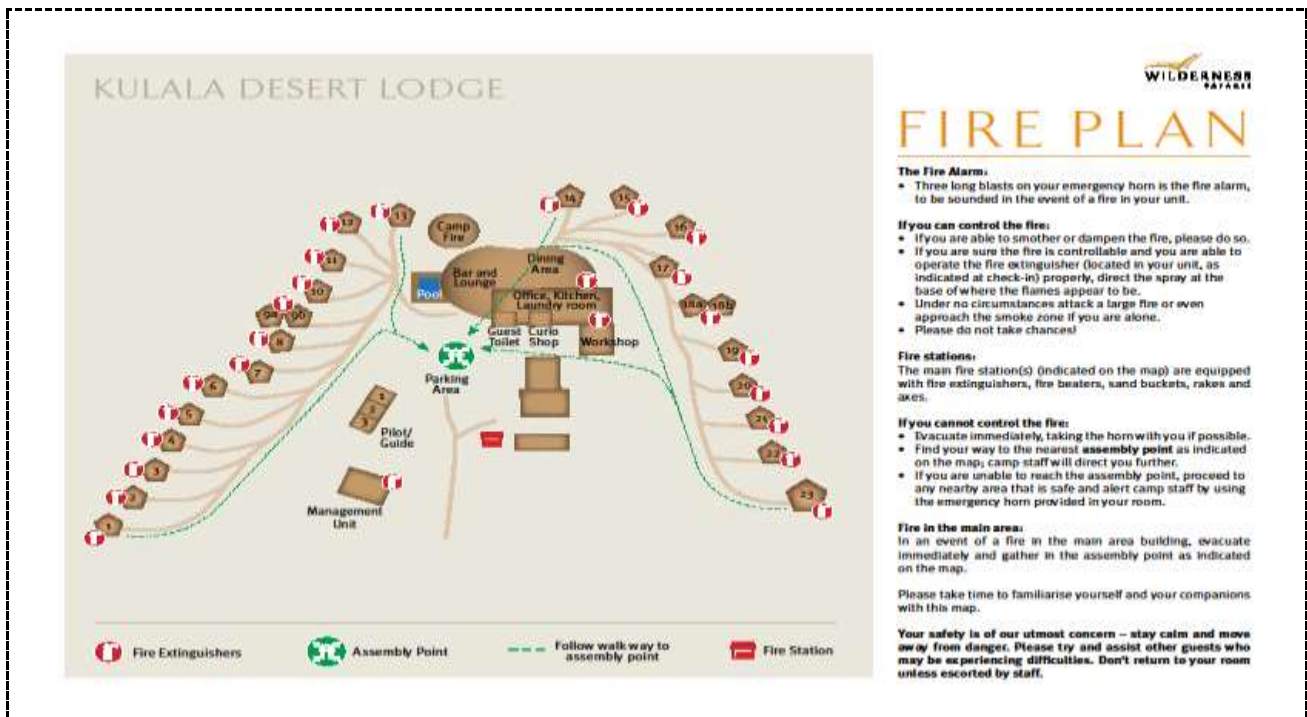 KULALA DESERT LODGE
12
13
14
15
Camp
Fire
16
11
Dining
Area
Bar and
Lounge
17
10
Pool
Office, Kitchen,
Laundry room
18a
18b
9a
9b
Guest
Toilet
Curio
Shop
Workshop
8
19
7
Parking
Area
6
20
1
2
3
5
21
Pilot/
Guide
4
22
3
2
23
Management
Unit
1
Fire Extinguishers
Assembly Point
Follow walk way to
assembly point
Fire Station
WILDERNESS
SAFARIS
FIRE PLAN
The Fire Alarm:
• Three long blasts on your emergency horn is the fire alarm,
to be sounded in the event of a fire in your unit.
If you can control the fire:
• If you are able to smother or dampen the fire, please do so.
• If you are sure the fire is controllable and you are able to
operate the fire extinguisher (located in your unit, as
indicated at check-in) properly, direct the spray at the
base of where the flames appear to be.
• Under no circumstances attack a large fire or even
approach the smoke zone if you are alone.
• Please do not take chances!
Fire stations:
The main fire station(s) (indicated on the map) are equipped
with fire extinguishers, fire beaters, sand buckets, rakes and
axes.
If you cannot control the fire:
• Evacuate immediately, taking the horn with you if possible.
• Find your way to the nearest assembly point as indicated
on the map; camp staff will direct you further.
• If you are unable to reach the assembly point, proceed to
any nearby area that is safe and alert camp staff by using
the emergency horn provided in your room.
Fire in the main area:
In an event of a fire in the main area building, evacuate
immediately and gather in the assembly point as indicated
on the map.
Please take time to familiarise yourself and your companions
with this map.
Your safety is of our utmost concern – stay calm and move
away from danger. Please try and assist other guests who
may be experiencing difficulties. Don't return to your room
unless escorted by staff.